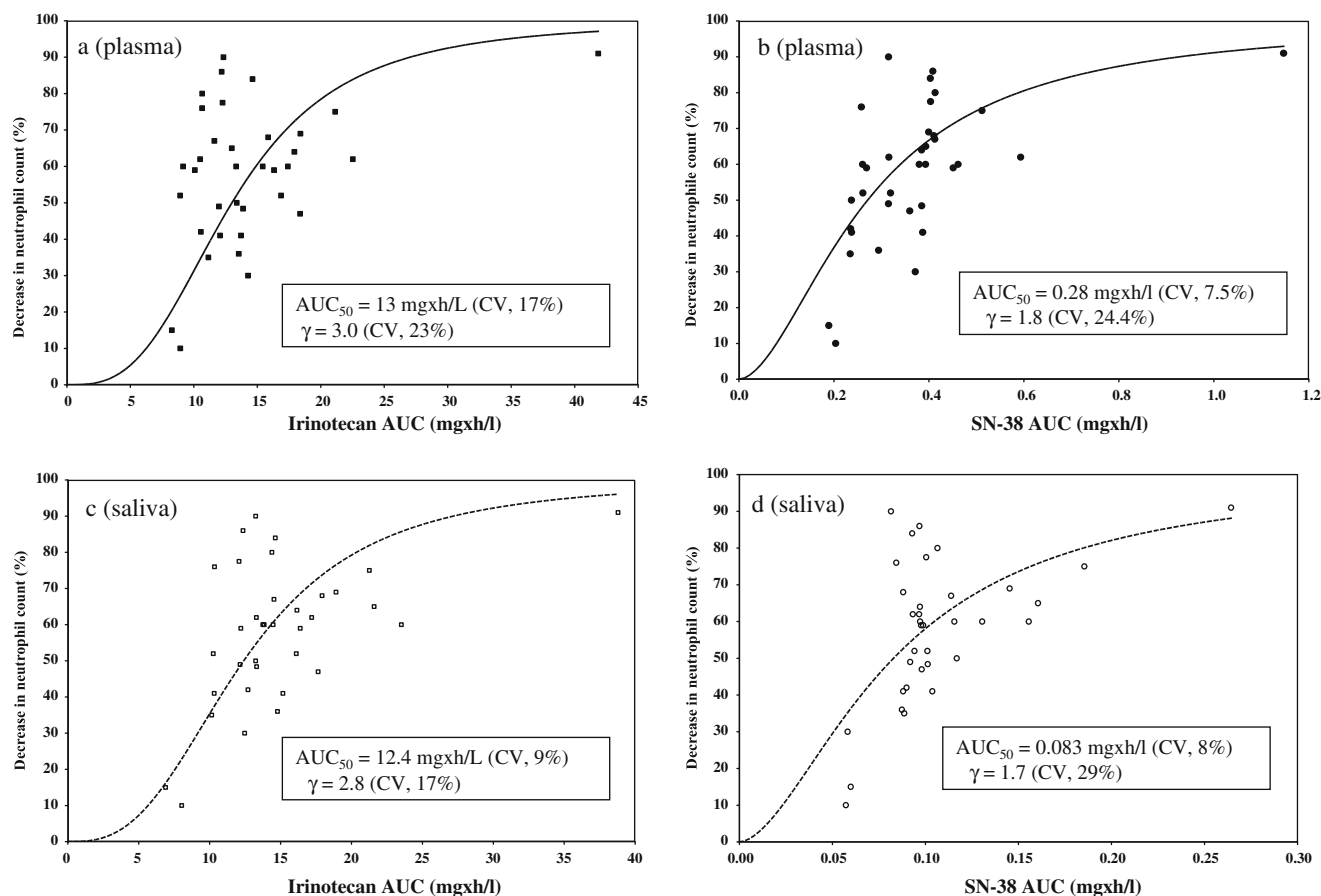 100
90
80
70
60
50
40
30
20
10
0
Decrease in neutrophil count (%)
a (plasma)
AUC50 = 13 mgxh/L (CV, 17%)
γ = 3.0 (CV, 23%)
0 5 10 15 20 25 30 35 40 45
Irinotecan AUC (mgxh/l)
100
90
80
70
60
50
40
30
20
10
0
Decrease in neutrophile count (%)
b (plasma)
AUC50 = 0.28 mgxh/l (CV, 7.5%)
γ = 1.8 (CV, 24.4%)
0.0 0.2 0.4 0.6 0.8 1.0 1.2
SN-38 AUC (mgxh/l)
100
90
80
70
60
50
40
30
20
10
0
Decrease in neutrophil count (%)
c (saliva)
AUC50 = 12.4 mgxh/L (CV, 9%)
γ = 2.8 (CV, 17%)
0 5 10 15 20 25 30 35 40
Irinotecan AUC (mgxh/l)
100
90
80
70
60
50
40
30
20
10
0
Decrease in neutrophil count (%)
d (saliva)
AUC50 = 0.083 mgxh/l (CV, 8%)
γ = 1.7 (CV, 29%)
0.00 0.05 0.10 0.15 0.20 0.25 0.30
SN-38 AUC (mgxh/l)